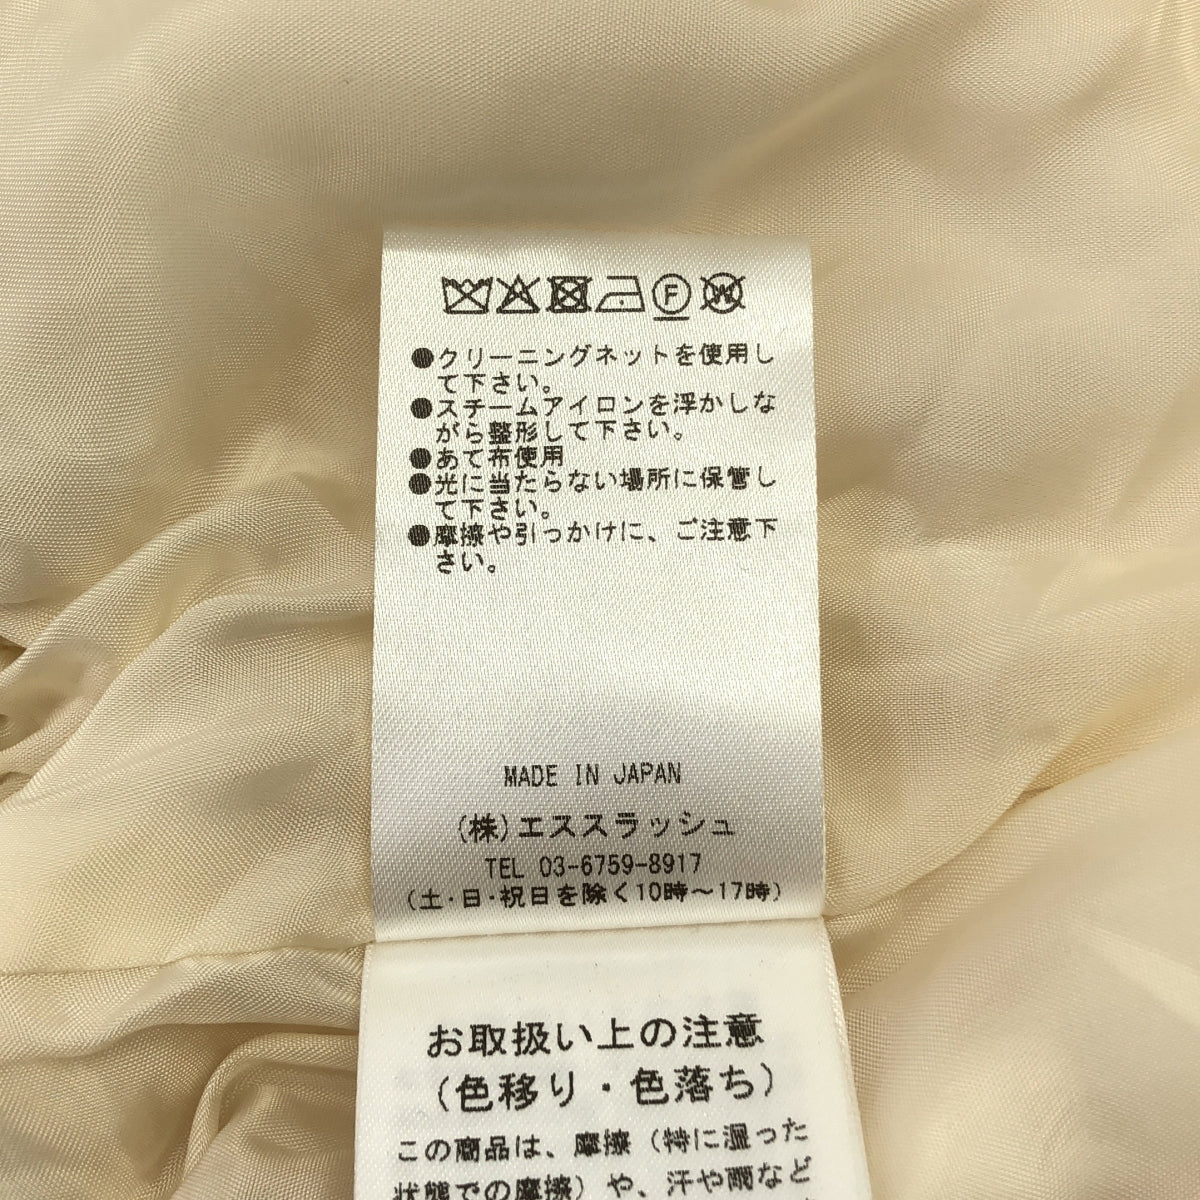 F W
●クリーニングネットを使用し
て下さい。
●スチームアイロンを浮かしな
がら整形して下さい。
●あて布使用
●光に当たらない場所に保管し
て下さい。
●摩擦や引っかけに、ご注意下
さい。
MADE IN JAPAN
(株)エススラッシュ
TEL 03-6759-8917
(土・日・祝日を除く10時～17時)
お取扱い上の注意
(色移り・色落ち)
この商品は、摩擦(特に湿った
状態での摩擦)や、汗や雨など